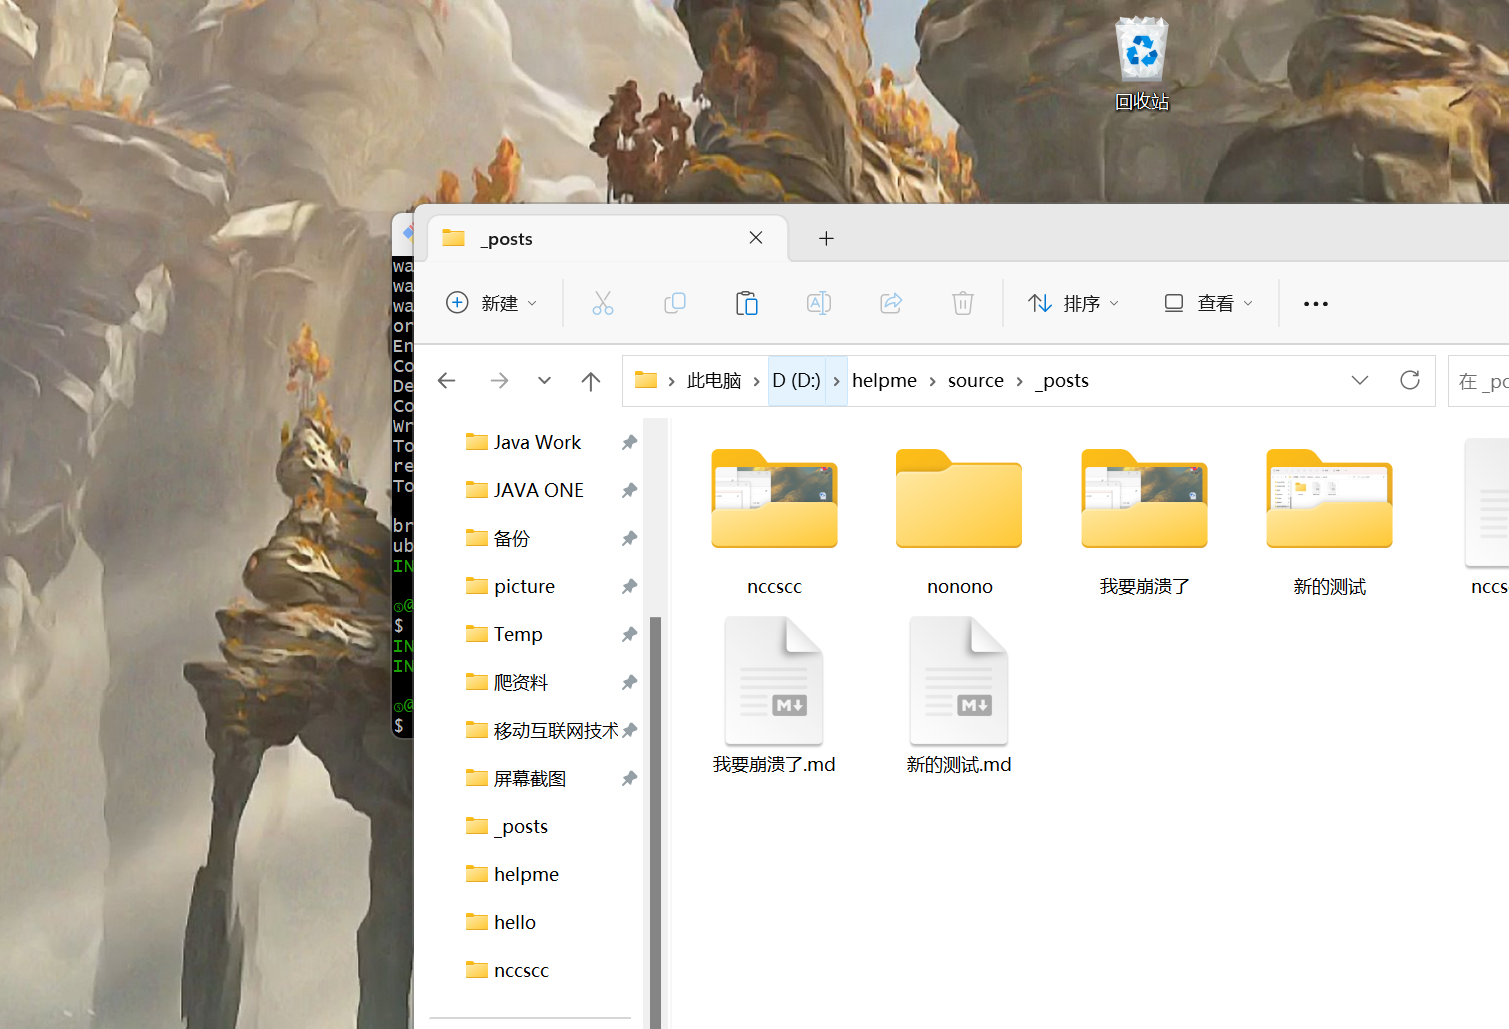 回收站
_posts
新建
排序
查看
此电脑
D (D:)
helpme
source
_posts
在 _po
wa
wa
wa
or
En
Co
De
Co
Wr
To
re
To
br
ub
IN
$
IN
IN
$
Java Work
JAVA ONE
备份
picture
Temp
爬资料
移动互联网技术
屏幕截图
_posts
helpme
hello
nccscc
nccscc
nonono
我要崩溃了
新的测试
nccs
M
我要崩溃了.md
M
新的测试.md